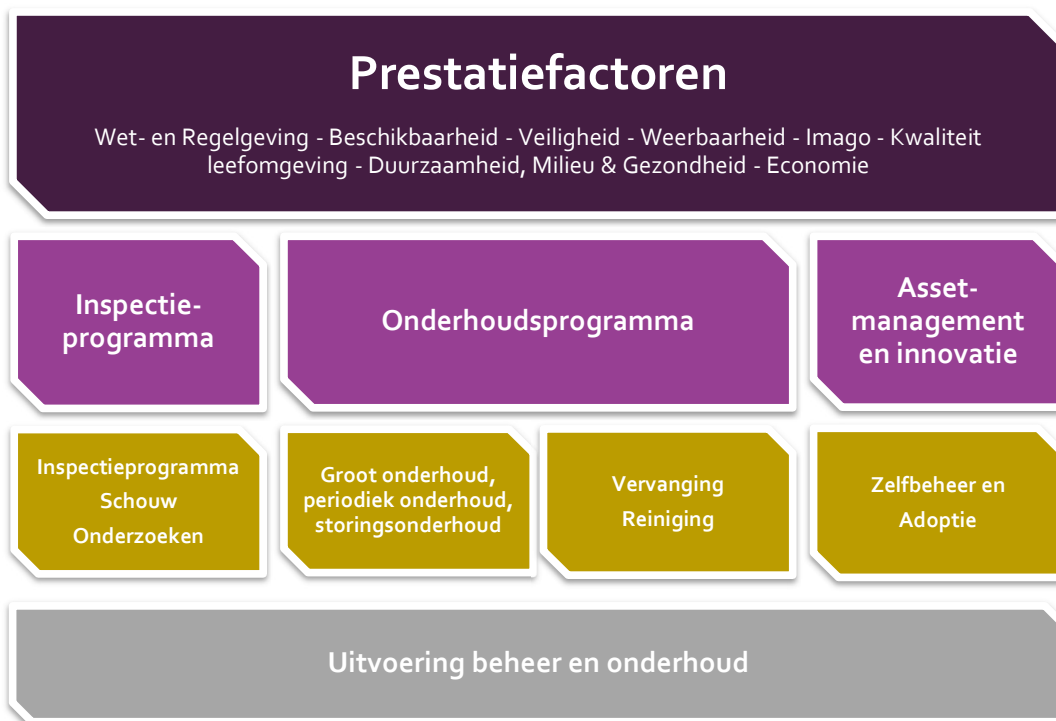 Prestatiefactoren
Wet- en Regelgeving - Beschikbaarheid - Veiligheid - Weerbaarheid - Imago - Kwaliteit
leefomgeving - Duurzaamheid, Milieu & Gezondheid - Economie
Inspectie-
programma
Onderhoudsprogramma
Asset-
management
en innovatie
Inspectieprogramma
Schouw
Onderzoeken
Groot onderhoud,
periodiek onderhoud,
storingsonderhoud
Vervanging
Reiniging
Zelfbeheer en
Adoptie
Uitvoering beheer en onderhoud